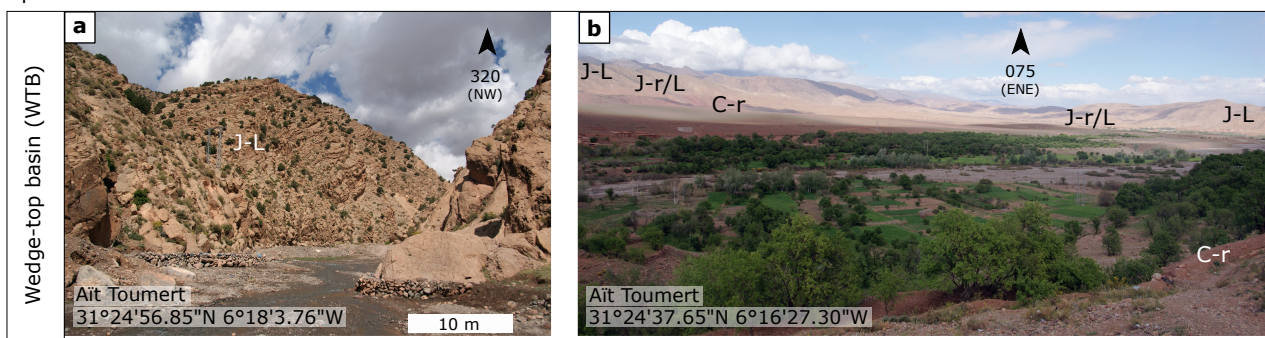 Wedge-top basin (WTB)
a
320
(NW)
J-L
Aït Toumert
31°24'56.85"N 6°18'3.76"W
10 m
b
075
(ENE)
J-L
J-r/L
C-r
J-r/L
J-L
C-r
Aït Toumert
31°24'37.65"N 6°16'27.30"W